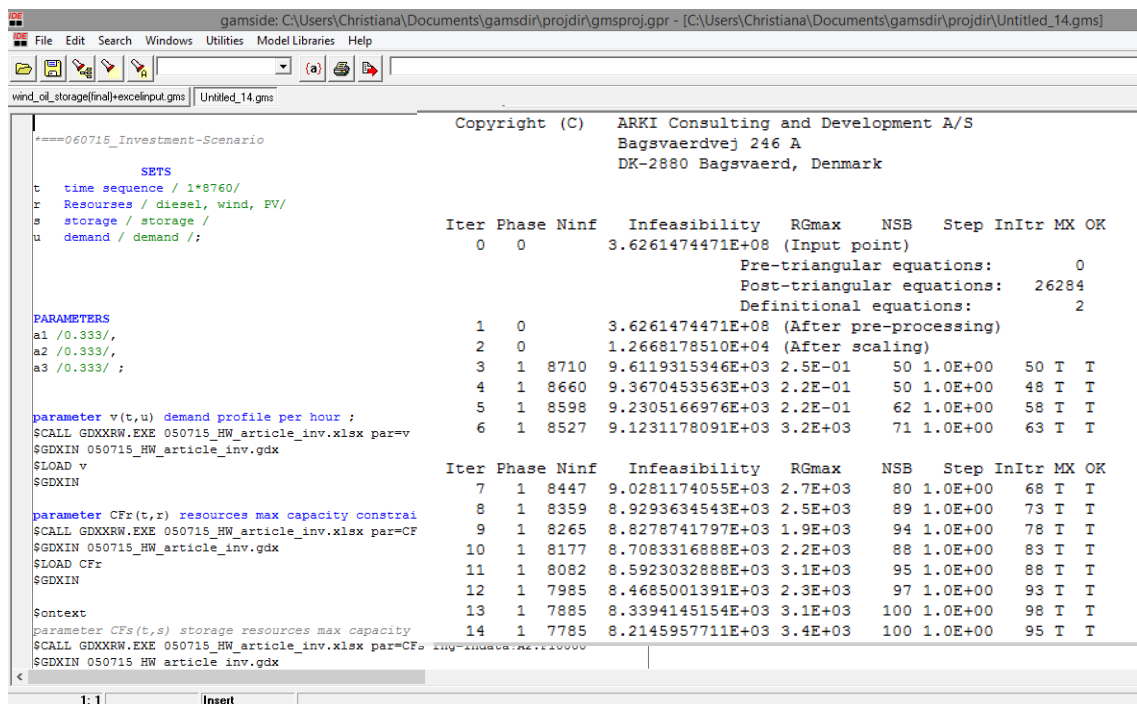 gamside: C:\Users\Christiana\Documents\gamsdir\projdir\gmsproj.gpr - [C:\Users\Christiana\Documents\gamsdir\projdir\Untitled_14.gms]
IDE File Edit Search Windows Utilities Model Libraries Help
{a}
wind_oil_storage(final)+excelinput.gms Untitled_14.gms
*===060715_Investment-Scenario
SETS
t time sequence / 1*8760/
r Resourses / diesel, wind, PV/
s storage / storage /
u demand / demand /;
PARAMETERS
a1 /0.333/,
a2 /0.333/,
a3 /0.333/ ;
parameter v(t,u) demand profile per hour ;
$CALL GDXXRW.EXE 050715_HW_article_inv.xlsx par=v
$GDXIN 050715_HW_article_inv.gdx
$LOAD v
$GDXIN
parameter CFr(t,r) resources max capacity constrai
$CALL GDXXRW.EXE 050715_HW_article_inv.xlsx par=CF
$GDXIN 050715_HW_article_inv.gdx
$LOAD CFr
$GDXIN
$ontext
parameter CFs(t,s) storage resources max capacity
$CALL GDXXRW.EXE 050715_HW_article_inv.xlsx par=CFs
$GDXIN 050715 HW article inv.gdx
Copyright (C) ARKI Consulting and Development A/S
Bagsvaerdvej 246 A
DK-2880 Bagsvaerd, Denmark
Iter Phase Ninf Infeasibility RGmax NSB Step InItr MX OK
0 0 3.6261474471E+08 (Input point)
Pre-triangular equations: 0
Post-triangular equations: 26284
Definitional equations: 2
1 0 3.6261474471E+08 (After pre-processing)
2 0 1.2668178510E+04 (After scaling)
3 1 8710 9.6119315346E+03 2.5E-01 50 1.0E+00 50 T T
4 1 8660 9.3670453563E+03 2.2E-01 50 1.0E+00 48 T T
5 1 8598 9.2305166976E+03 2.2E-01 62 1.0E+00 58 T T
6 1 8527 9.1231178091E+03 3.2E+03 71 1.0E+00 63 T T
Iter Phase Ninf Infeasibility RGmax NSB Step InItr MX OK
7 1 8447 9.0281174055E+03 2.7E+03 80 1.0E+00 68 T T
8 1 8359 8.9293634543E+03 2.5E+03 89 1.0E+00 73 T T
9 1 8265 8.8278741797E+03 1.9E+03 94 1.0E+00 78 T T
10 1 8177 8.7083316888E+03 2.2E+03 88 1.0E+00 83 T T
11 1 8082 8.5923032888E+03 3.1E+03 95 1.0E+00 88 T T
12 1 7985 8.4685001391E+03 2.3E+03 97 1.0E+00 93 T T
13 1 7885 8.3394145154E+03 3.1E+03 100 1.0E+00 98 T T
14 1 7785 8.2145957711E+03 3.4E+03 100 1.0E+00 95 T T
1: 1 Insert